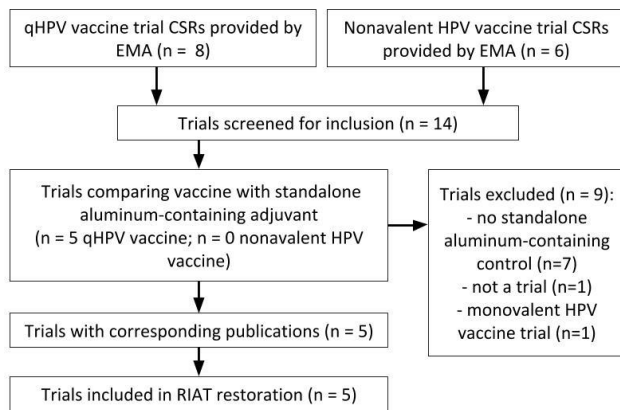 qHPV vaccine trial CSRs provided by
EMA (n = 8)
Nonavalent HPV vaccine trial CSRs
provided by EMA (n = 6)
Trials screened for inclusion (n = 14)
Trials comparing vaccine with standalone
aluminum-containing adjuvant
(n = 5 qHPV vaccine; n = 0 nonavalent HPV
vaccine)
Trials excluded (n = 9):
- no standalone
aluminum-containing
control (n=7)
- not a trial (n=1)
- monovalent HPV
vaccine trial (n=1)
Trials with corresponding publications (n = 5)
Trials included in RIAT restoration (n = 5)